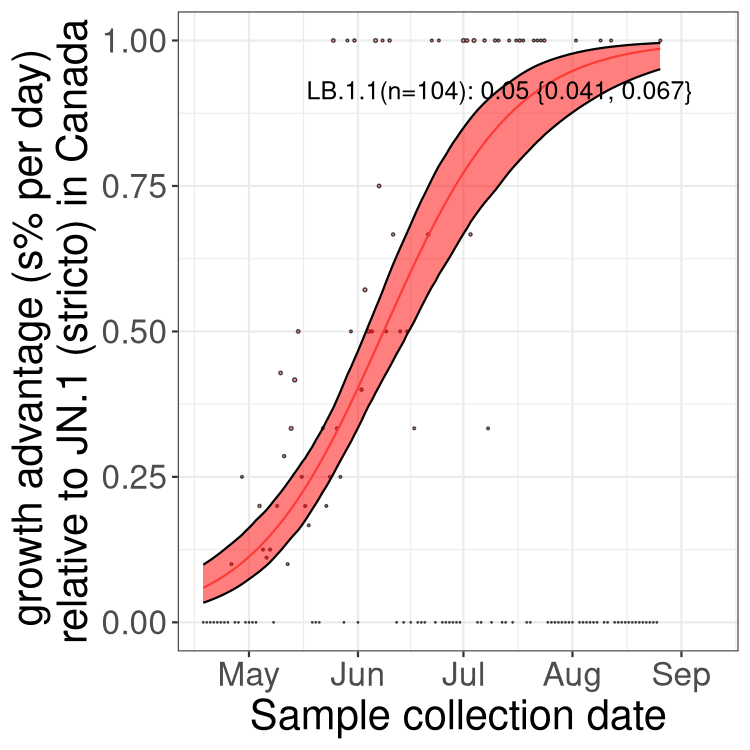 growth advantage (s% per day)
relative to JN.1 (stricto) in Canada
1.00
0.75
0.50
0.25
0.00
LB.1.1(n=104): 0.05 {0.041, 0.067}
May Jun Jul Aug Sep
Sample collection date